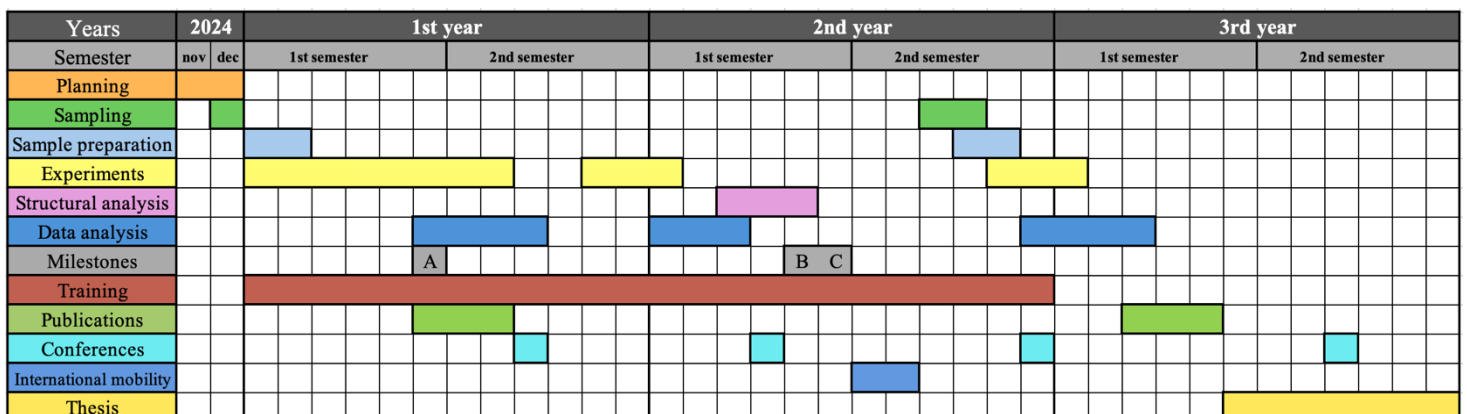 Years 2024 1st year 2nd year 3rd year
Semester nov dec 1st semester 2nd semester 1st semester 2nd semester 1st semester 2nd semester
Planning
Sampling
Sample preparation
Experiments
Structural analysis
Data analysis
Milestones A B C
Training
Publications
Conferences
International mobility
Thesis